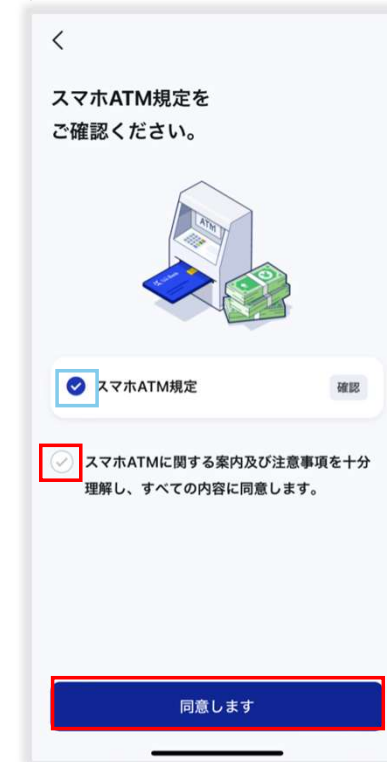 スマホATM規定を
ご確認ください。
ATM
スマホATM規定
確認
スマホATMに関する案内及び注意事項を十分
理解し、すべての内容に同意します。
同意します